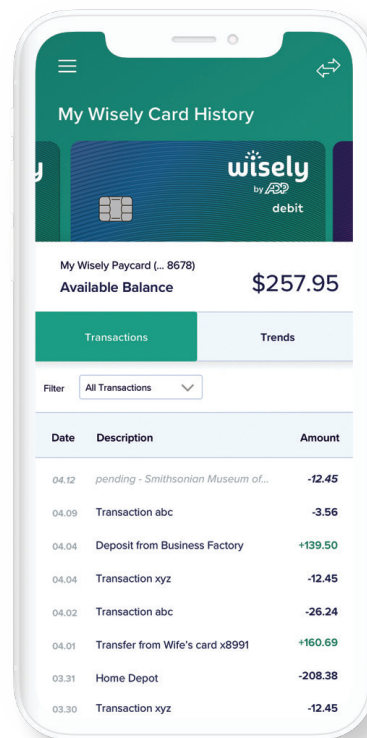 My Wisely Card History
y
wisely
by ADP
debit
My Wisely Paycard (... 8678)
Available Balance $257.95
Transactions Trends
Filter All Transactions
Date Description Amount
04.12 pending - Smithsonian Museum of... -12.45
04.09 Transaction abc -3.56
04.04 Deposit from Business Factory +139.50
04.04 Transaction xyz -12.45
04.02 Transaction abc -26.24
04.01 Transfer from Wife's card x8991 +160.69
03.31 Home Depot -208.38
03.30 Transaction xyz -12.45